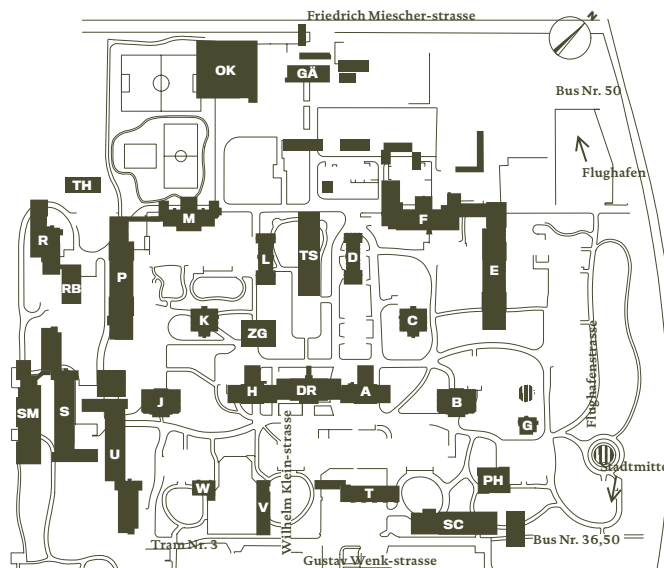 Friedrich Miescher-strasse
N
OK
GÄ
Bus Nr. 50
Flughafen
TH
M
F
R
P
L
TS
D
E
RB
K
ZG
C
Flughafenstrasse
H
DR
A
SM
S
J
B
G
U
Wilhelm Klein-strasse
Stadtmitte
W
V
T
PH
SC
Tram Nr. 3
Bus Nr. 36,50
Gustav Wenk-strasse